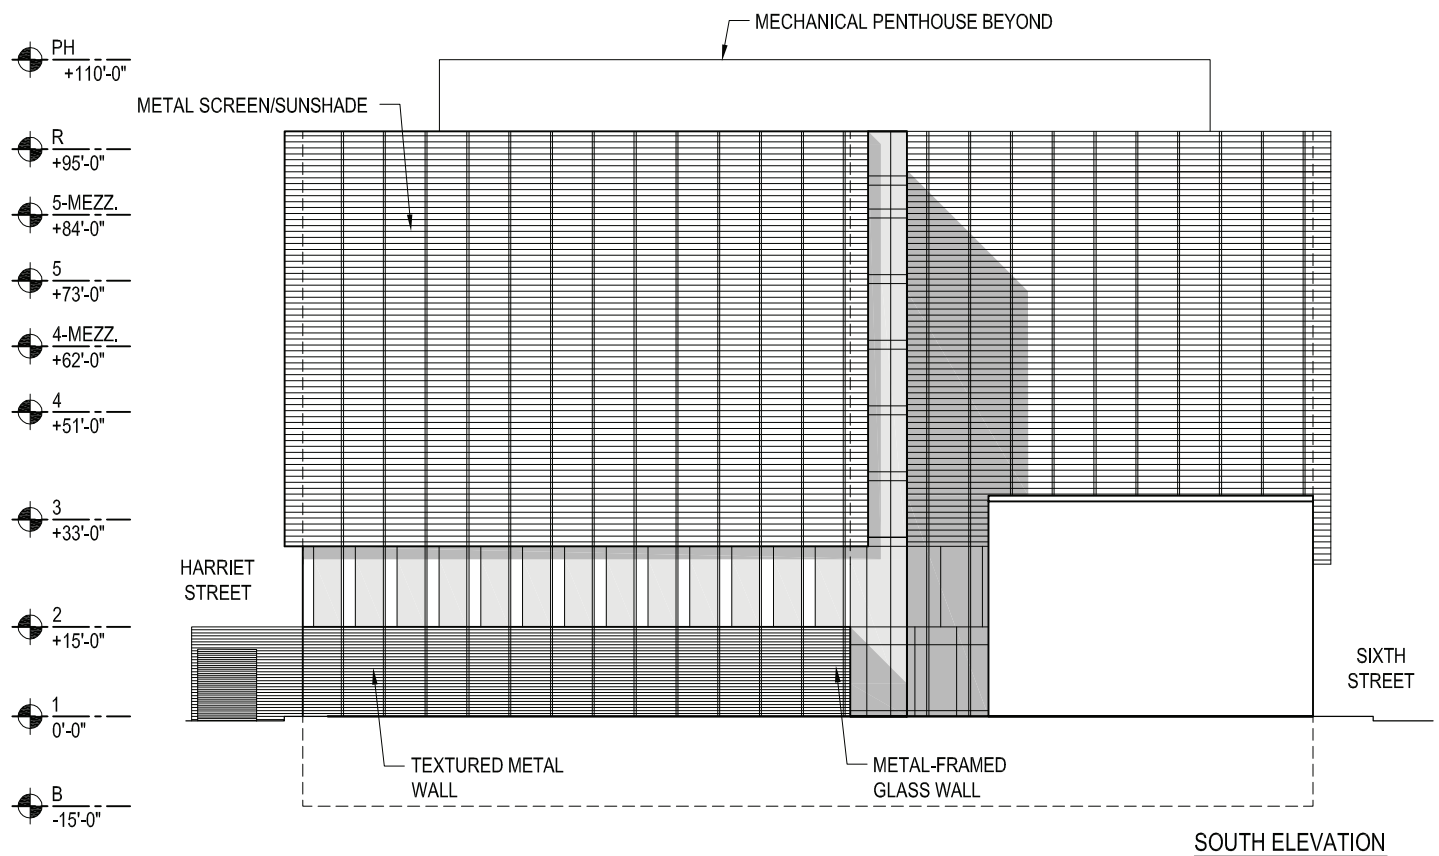 MECHANICAL PENTHOUSE BEYOND
PH
+110'-0"
METAL SCREEN/SUNSHADE
R
+95'-0"
5-MEZZ.
+84'-0"
5
+73'-0"
4-MEZZ.
+62'-0"
4
+51'-0"
3
+33'-0"
HARRIET
STREET
2
+15'-0"
SIXTH
STREET
1
0'-0"
TEXTURED METAL
WALL
METAL-FRAMED
GLASS WALL
B
-15'-0"
SOUTH ELEVATION